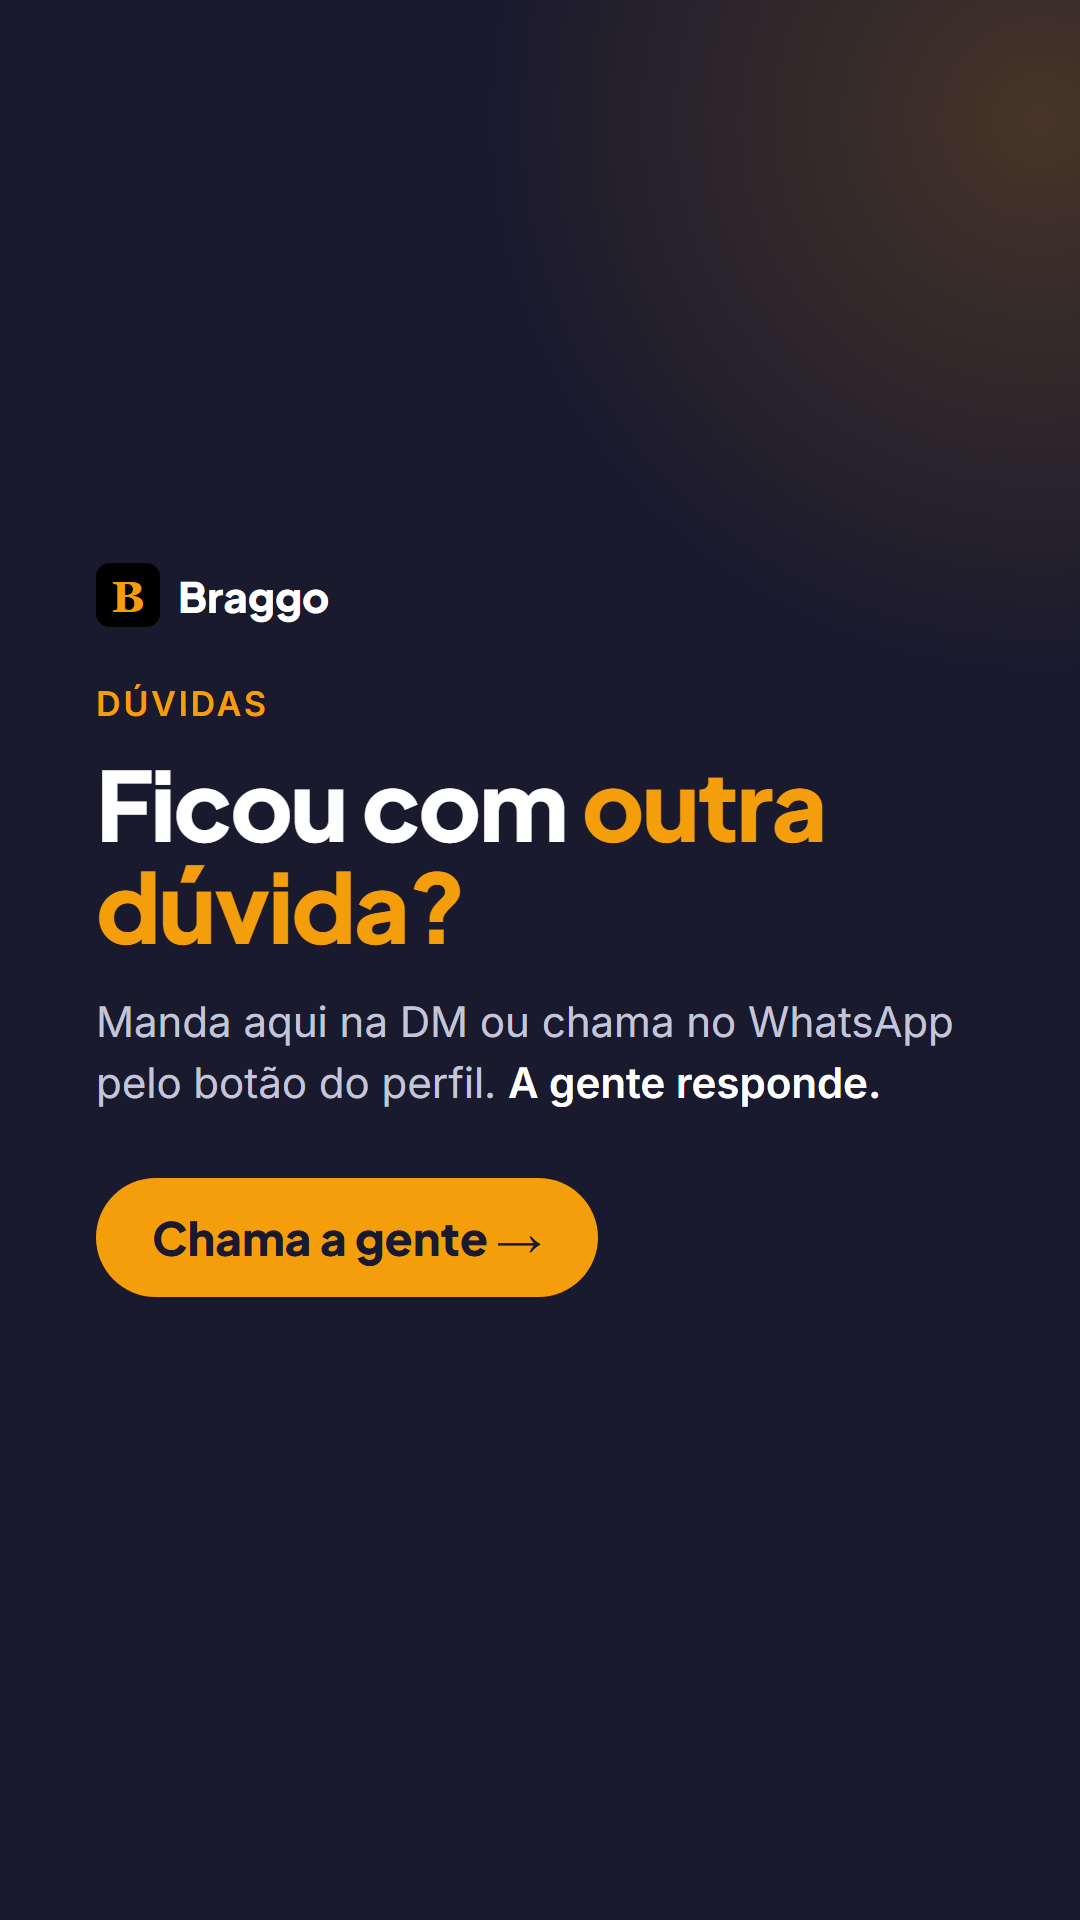 B Braggo
DÚVIDAS
Ficou com outra
dúvida?
Manda aqui na DM ou chama no WhatsApp
pelo botão do perfil. A gente responde.
Chama a gente →